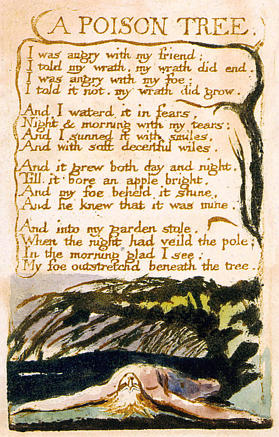 A POISON TREE.
I was angry with my friend;
I told my wrath, my wrath did end.
I was angry with my foe:
I told it not, my wrath did grow.
And I waterd it in fears,
Night & morning with my tears:
And I sunned it with smiles,
And with soft deceitful wiles.
And it grew both day and night,
Till it bore an apple bright.
And my foe beheld it shine,
And he knew that it was mine.
And into my garden stole.
When the night had veild the pole;
In the morning glad I see;
My foe outstretchd beneath the tree.